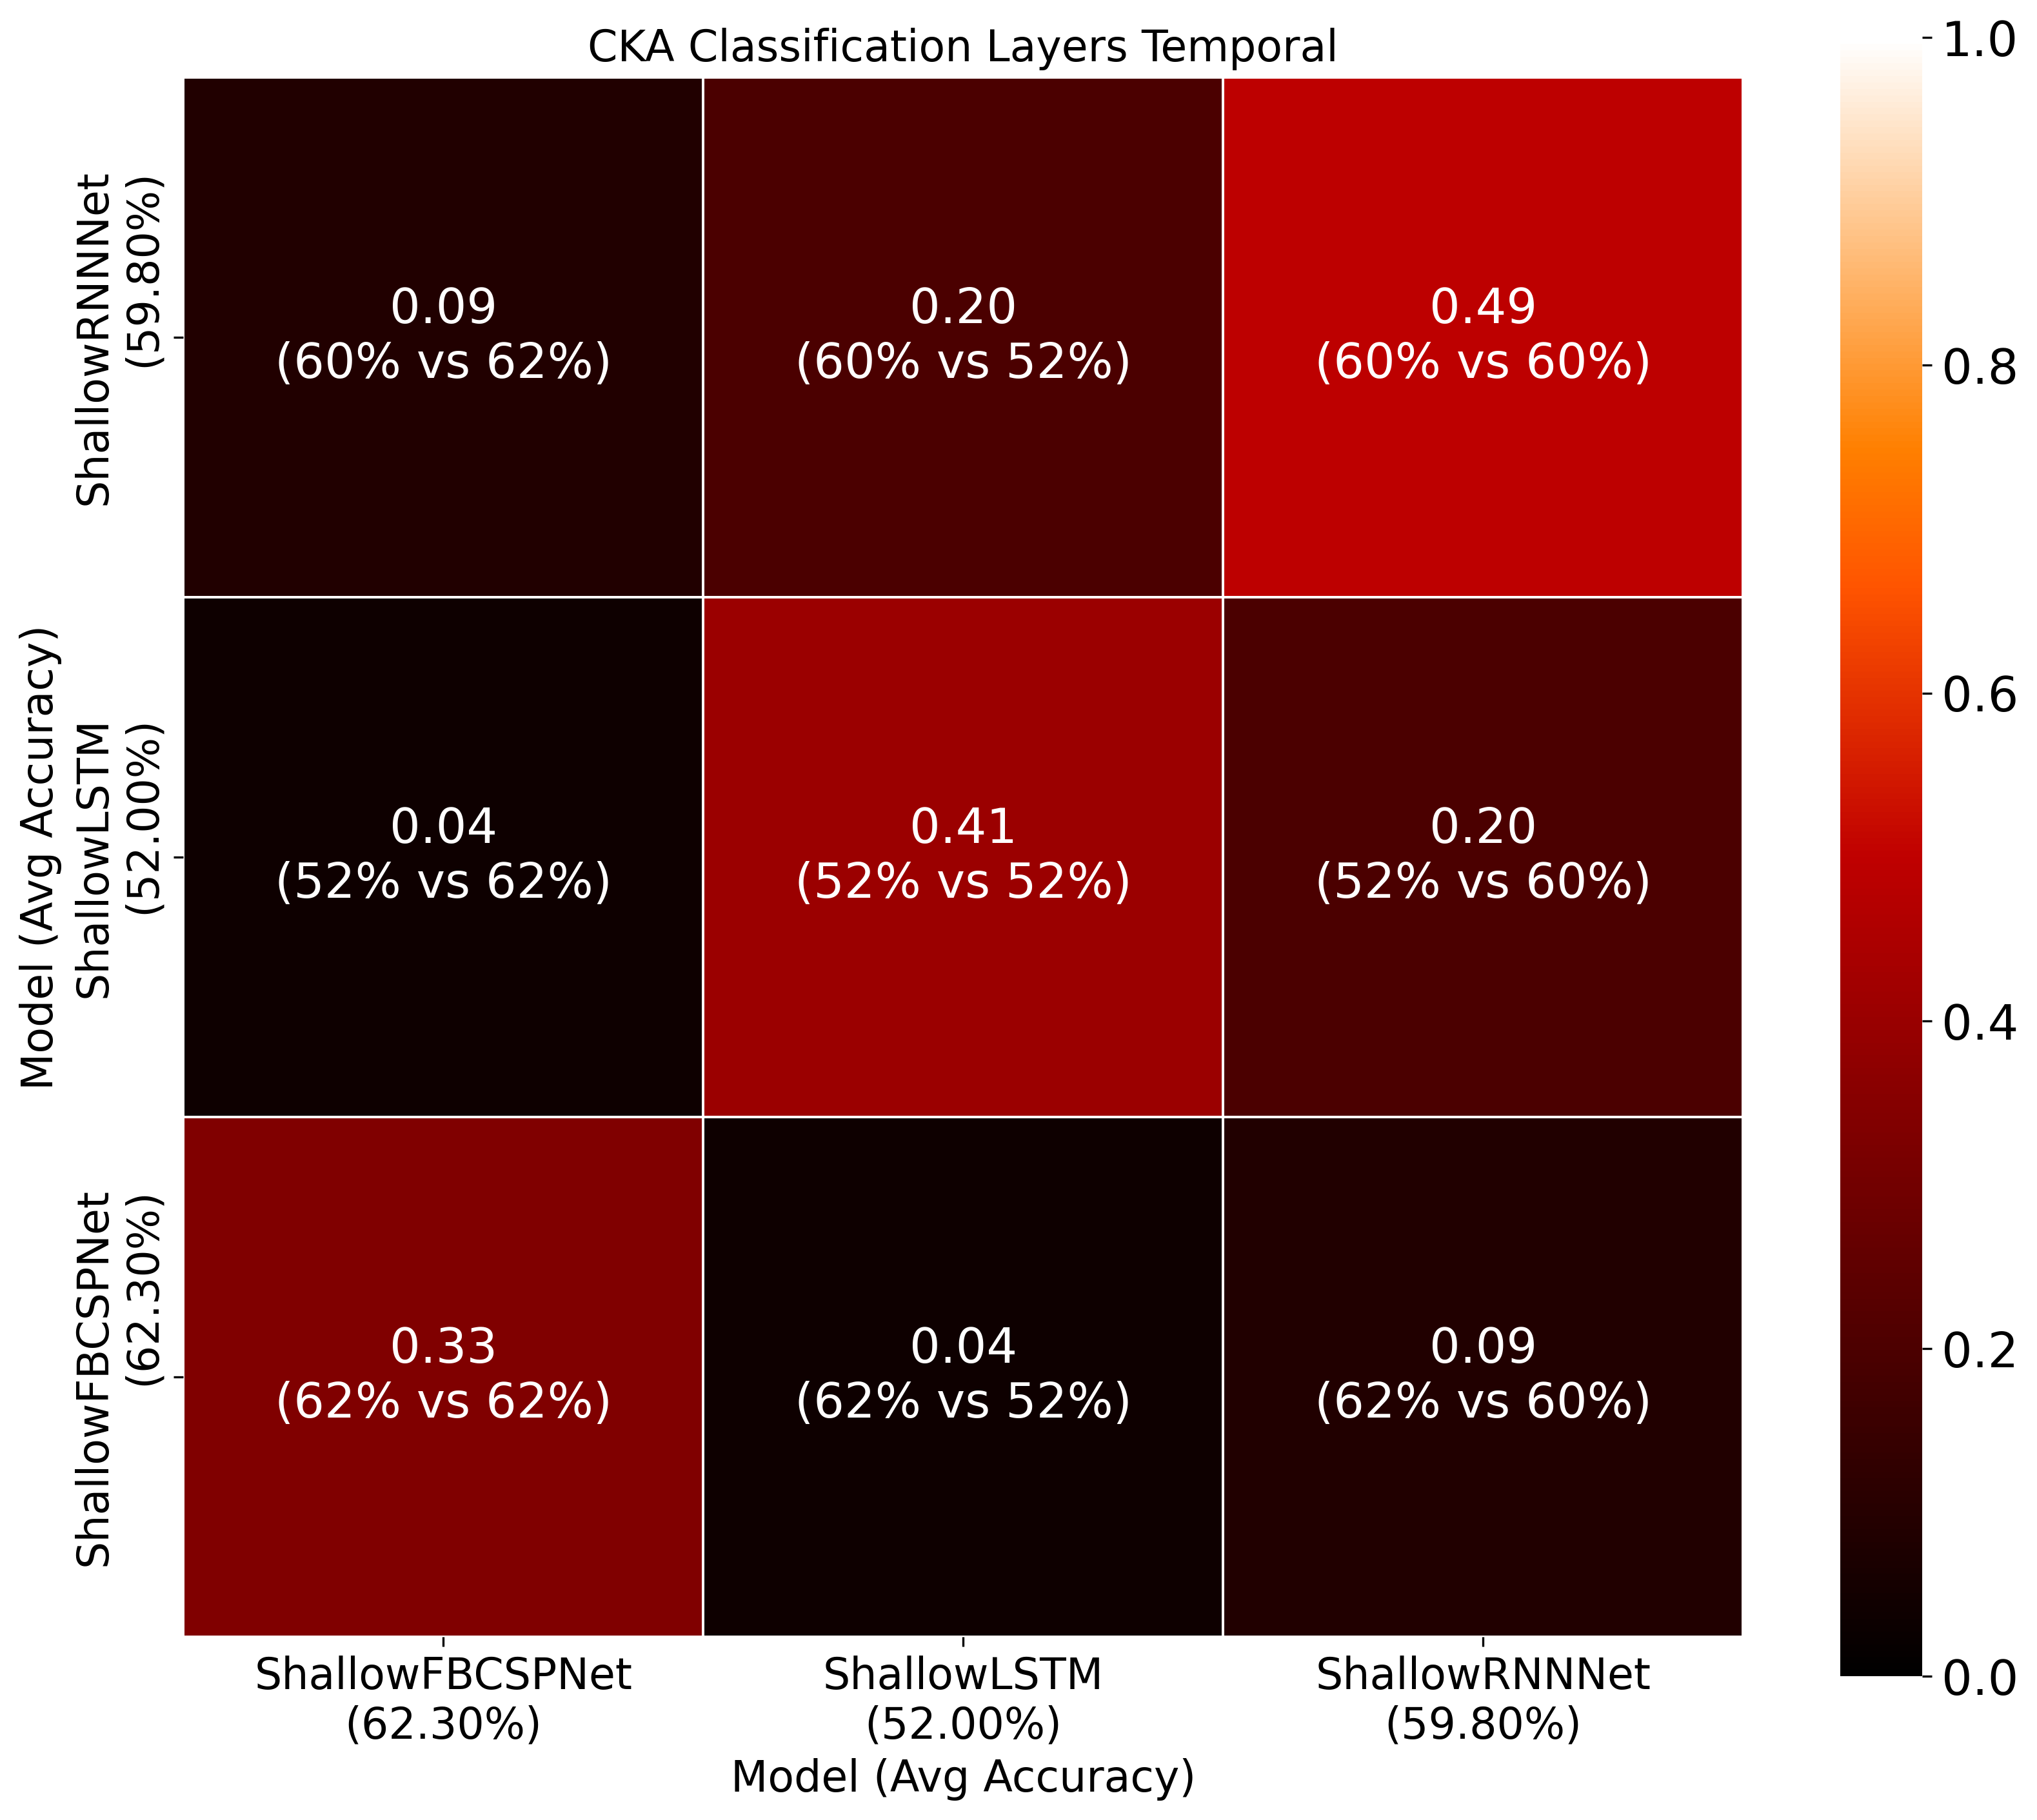 CKA Classification Layers Temporal
Model (Avg Accuracy)
ShallowRNNNet
(59.80%)
0.09
(60% vs 62%)
0.20
(60% vs 52%)
0.49
(60% vs 60%)
ShallowLSTM
(52.00%)
0.04
(52% vs 62%)
0.41
(52% vs 52%)
0.20
(52% vs 60%)
ShallowFBCSPNet
(62.30%)
0.33
(62% vs 62%)
0.04
(62% vs 52%)
0.09
(62% vs 60%)
ShallowFBCSPNet
(62.30%)
ShallowLSTM
(52.00%)
ShallowRNNNet
(59.80%)
Model (Avg Accuracy)
1.0
0.8
0.6
0.4
0.2
0.0